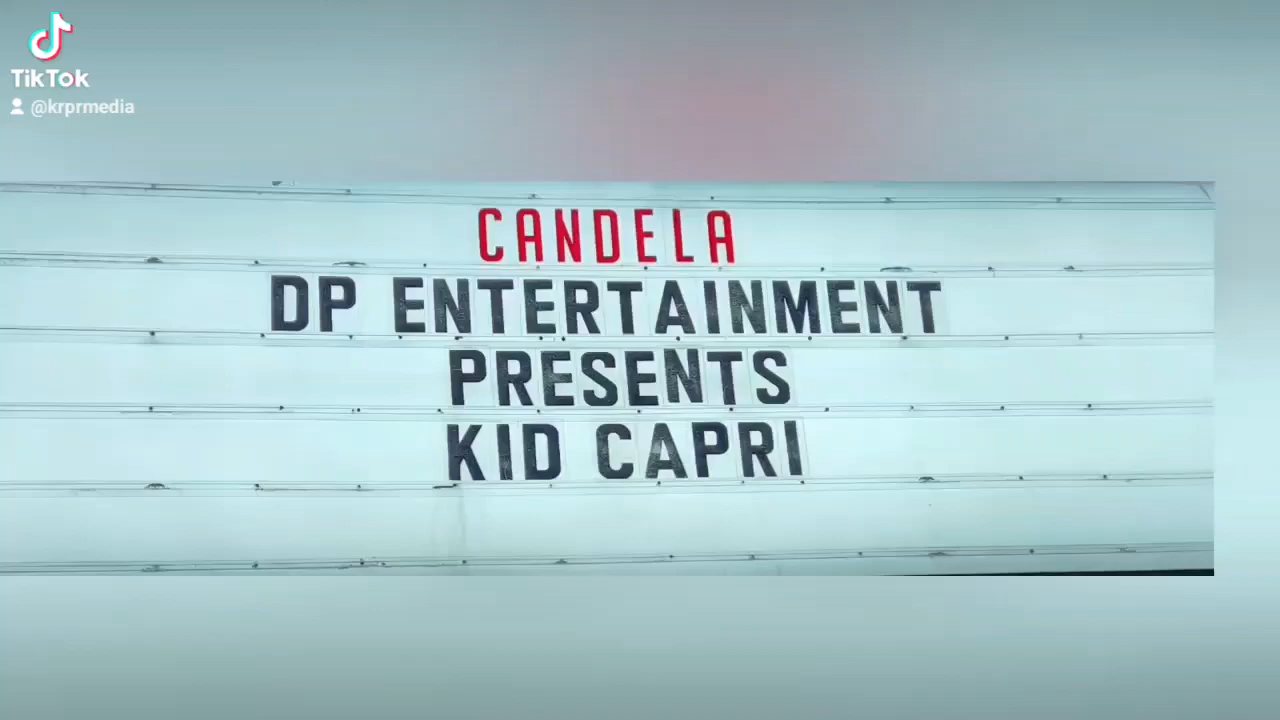 TikTok
@krprmedia
CANDELA
DP ENTERTAINMENT
PRESENTS
KID CAPRI